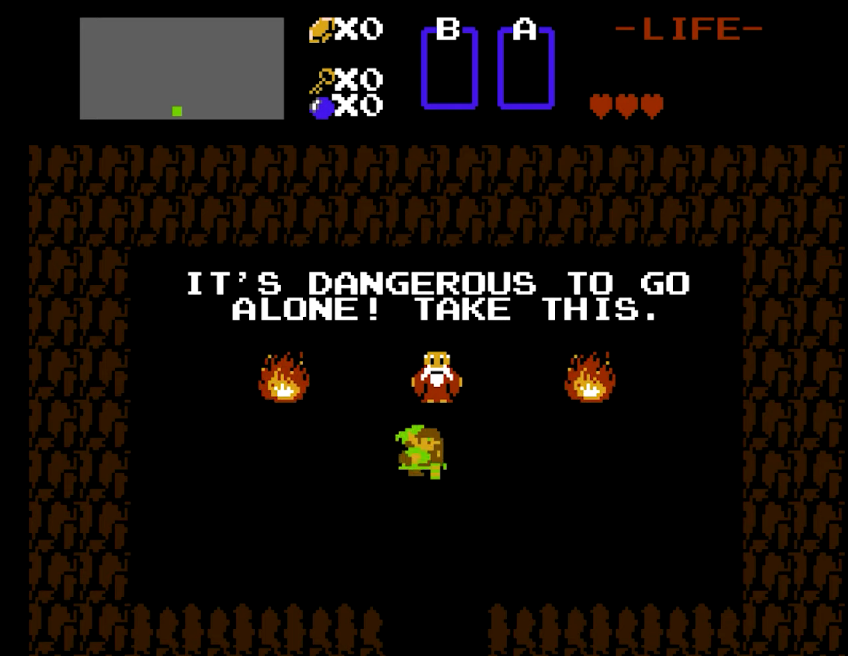 X0
B
A
-LIFE-
X0
X0
IT'S DANGEROUS TO GO
ALONE! TAKE THIS.